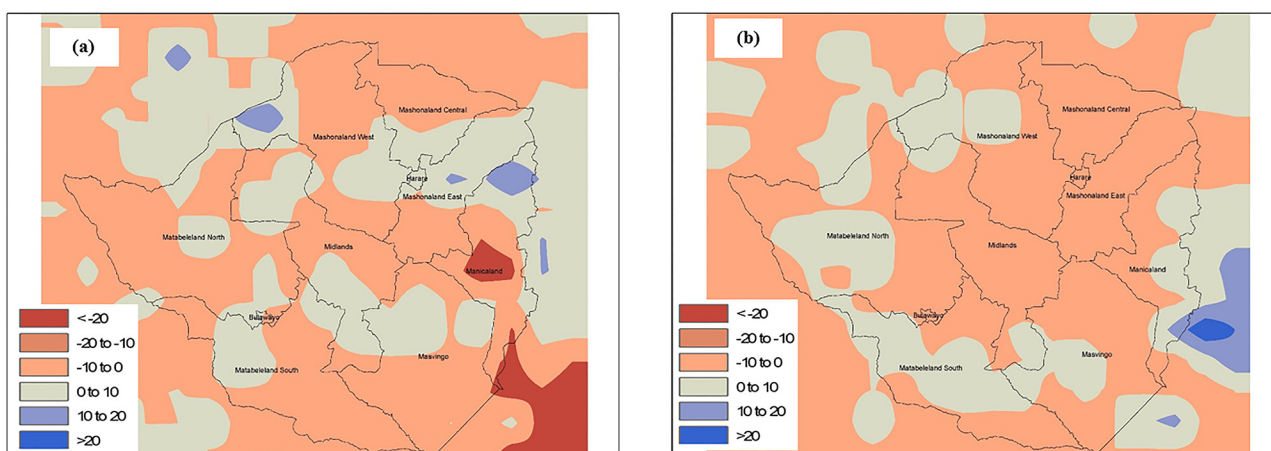 (a)
Mashonaland Central
Mashonaland West
Harare
Mashonaland East
Matabeleland North
Midlands
Manicaland
Bulawayo
Masvingo
Matabeleland South
< -20
-20 to -10
-10 to 0
0 to 10
10 to 20
>20
(b)
Mashonaland Central
Mashonaland West
Harare
Mashonaland East
Matabeleland North
Midlands
Manicaland
Bulawayo
Masvingo
Matabeleland South
< -20
-20 to -10
-10 to 0
0 to 10
10 to 20
>20